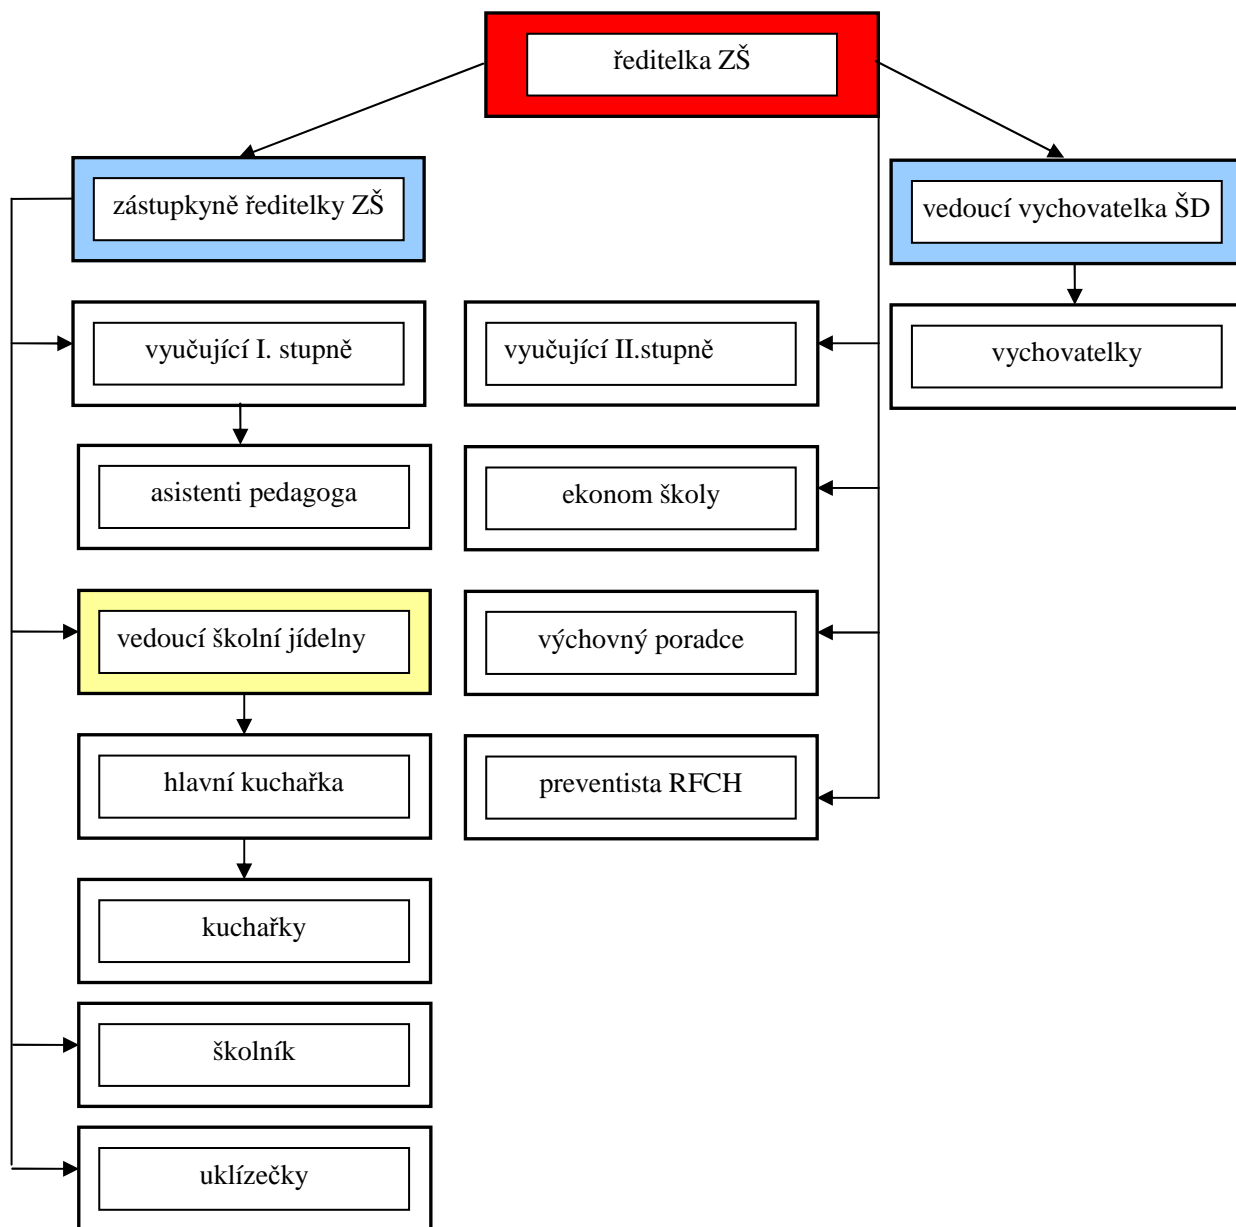 ředitelka ZŠ
zástupkyně ředitelky ZŠ
vedoucí vychovatelka ŠD
vyučující I. stupně
vyučující II.stupně
vychovatelky
asistenti pedagoga
ekonom školy
vedoucí školní jídelny
výchovný poradce
hlavní kuchařka
preventista RFCH
kuchařky
školník
uklízečky